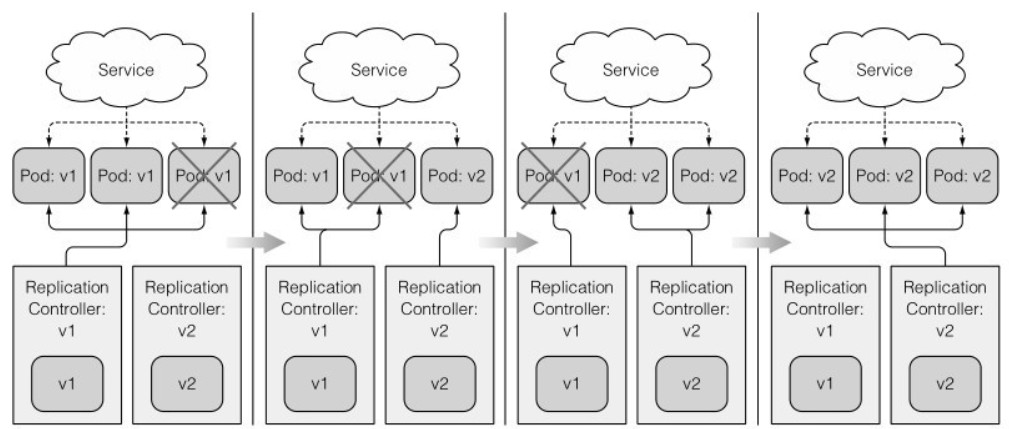 Service
Pod: v1
Pod: v1
Pod: v1
Replication
Controller:
v1
v1
Replication
Controller:
v2
v2
Service
Pod: v1
Pod: v1
Pod: v2
Replication
Controller:
v1
v1
Replication
Controller:
v2
v2
Service
Pod: v1
Pod: v2
Pod: v2
Replication
Controller:
v1
v1
Replication
Controller:
v2
v2
Service
Pod: v2
Pod: v2
Pod: v2
Replication
Controller:
v1
v1
Replication
Controller:
v2
v2